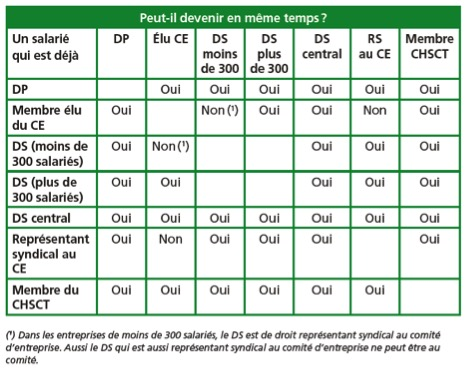 Peut-il devenir en même temps ?
Un salarié qui est déjà DP Élu CE DS moins de 300 DS plus de 300 DS central RS au CE Membre CHSCT
DP Oui Oui Oui Oui Oui Oui
Membre élu du CE Oui Non (¹) Oui Oui Non Oui
DS (moins de 300 salariés) Oui Non (¹) Oui Oui Oui
DS (plus de 300 salariés) Oui Oui Oui Oui Oui
DS central Oui Oui Oui Oui Oui Oui Oui
Représentant syndical au CE Oui Non Oui Oui Oui Oui
Membre du CHSCT Oui Oui Oui Oui Oui Oui
(¹) Dans les entreprises de moins de 300 salariés, le DS est de droit représentant syndical au comité
d'entreprise. Aussi le DS qui est aussi représentant syndical au comité d'entreprise ne peut être au
comité.